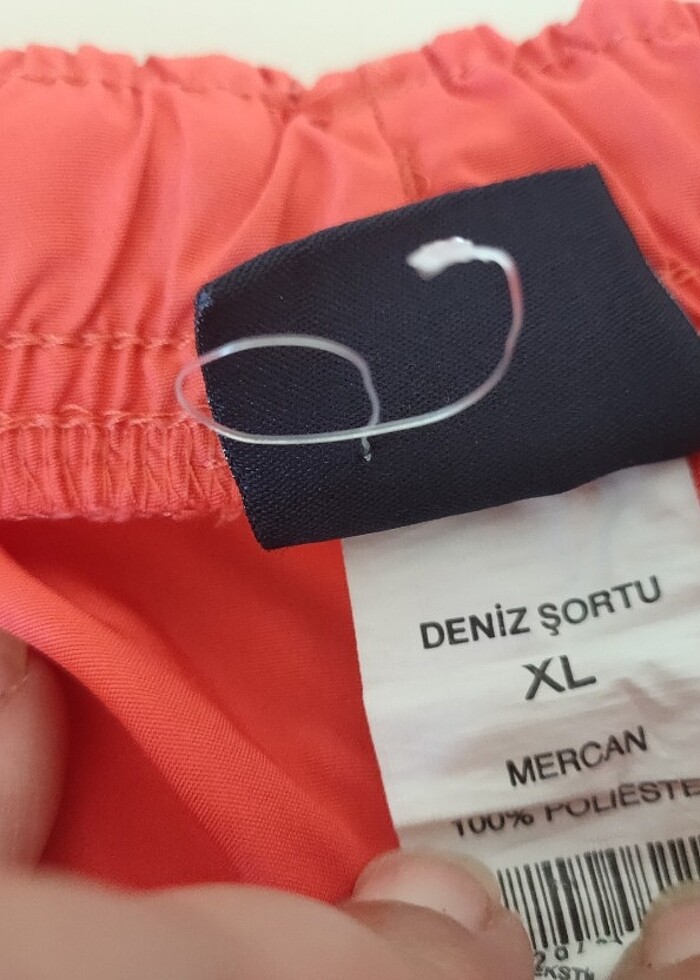 DENİZ ŞORTU
XL
MERCAN
100% POLİESTE